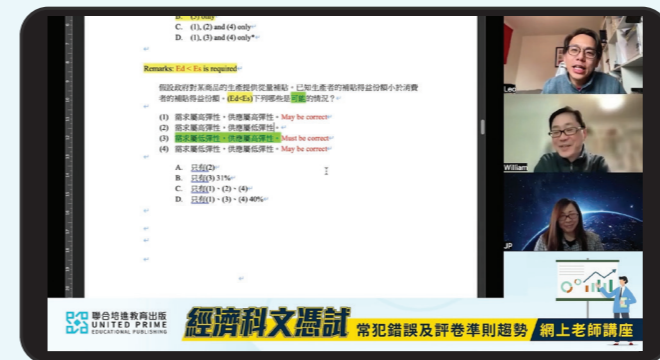 B. (3) only
C. (1), (2) and (4) only
D. (1), (3) and (4) only*
Remarks: Ed < Es is required
假設政府對某商品的生產提供從量補貼。已知生產者的補貼得益份額小於消費
者的補貼得益份額。(Ed<Es)下列哪些是可能的情況？
(1) 需求屬高彈性，供應屬高彈性。May be correct
(2) 需求屬高彈性，供應屬低彈性。
(3) 需求屬低彈性，供應屬高彈性。Must be correct
(4) 需求屬低彈性，供應屬低彈性。May be correct
A. 只有(2)
B. 只有(3) 31%
C. 只有(1)、(2)、(4)
D. 只有(1)、(3)、(4) 40%
Leo
William
JP
聯合培進教育出版
UNITED PRIME
EDUCATIONAL PUBLISHING
經濟科文憑試
常犯錯誤及評卷準則趨勢
網上老師講座